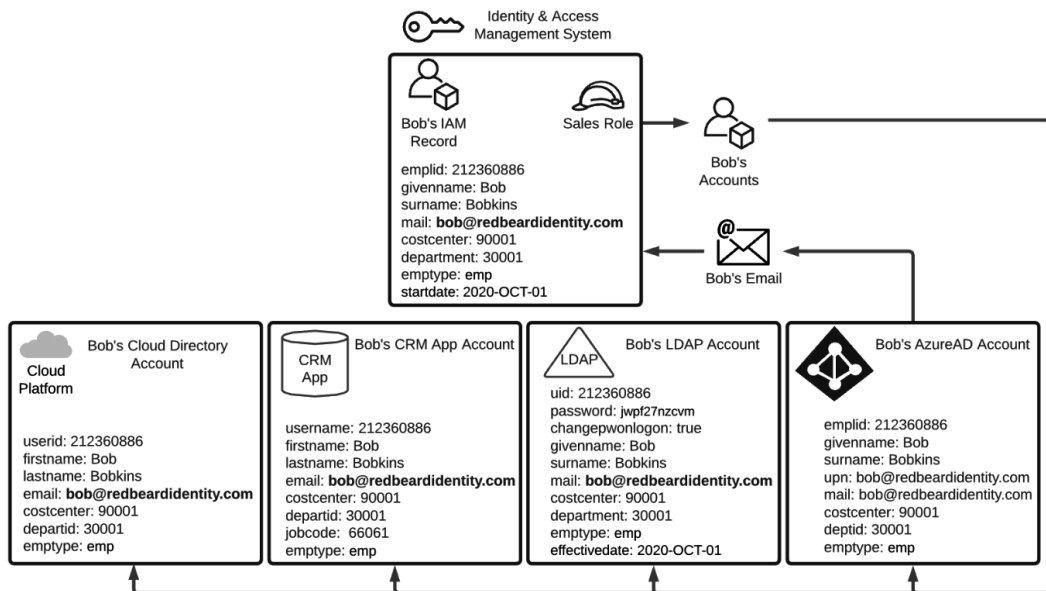 Identity & Access
Management System
Bob's IAM
Record
Sales Role
emplid: 212360886
givenname: Bob
surname: Bobkins
mail: bob@redbeardidentity.com
costcenter: 90001
department: 30001
emptype: emp
startdate: 2020-OCT-01
Bob's
Accounts
@
Bob's Email
Cloud
Platform
Bob's Cloud Directory
Account
userid: 212360886
firstname: Bob
lastname: Bobkins
email: bob@redbeardidentity.com
costcenter: 90001
departid: 30001
emptype: emp
CRM
App
Bob's CRM App Account
username: 212360886
firstname: Bob
lastname: Bobkins
email: bob@redbeardidentity.com
costcenter: 90001
departid: 30001
jobcode: 66061
emptype: emp
LDAP
Bob's LDAP Account
uid: 212360886
password: jwpf27nzcvm
changepwonlogon: true
givenname: Bob
surname: Bobkins
mail: bob@redbeardidentity.com
costcenter: 90001
department: 30001
emptype: emp
effectivedate: 2020-OCT-01
Bob's AzureAD Account
emplid: 212360886
givenname: Bob
surname: Bobkins
upn: bob@redbeardidentity.com
mail: bob@redbeardidentity.com
costcenter: 90001
deptid: 30001
emptype: emp